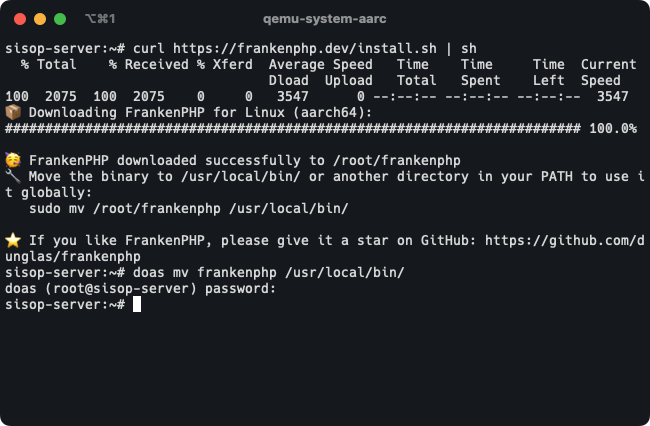 ⌥⌘1 qemu-system-aarc
sisop-server:~# curl https://frankenphp.dev/install.sh | sh
  % Total    % Received % Xferd  Average Speed   Time    Time     Time  Current
                                 Dload  Upload   Total   Spent    Left  Speed
100  2075  100  2075    0     0   3547      0 --:--:-- --:--:-- --:--:--  3547
📦 Downloading FrankenPHP for Linux (aarch64):
######################################################################## 100.0%
🥳 FrankenPHP downloaded successfully to /root/frankenphp
🔧 Move the binary to /usr/local/bin/ or another directory in your PATH to use i
t globally:
   sudo mv /root/frankenphp /usr/local/bin/
⭐ If you like FrankenPHP, please give it a star on GitHub: https://github.com/d
unglas/frankenphp
sisop-server:~# doas mv frankenphp /usr/local/bin/
doas (root@sisop-server) password:
sisop-server:~#